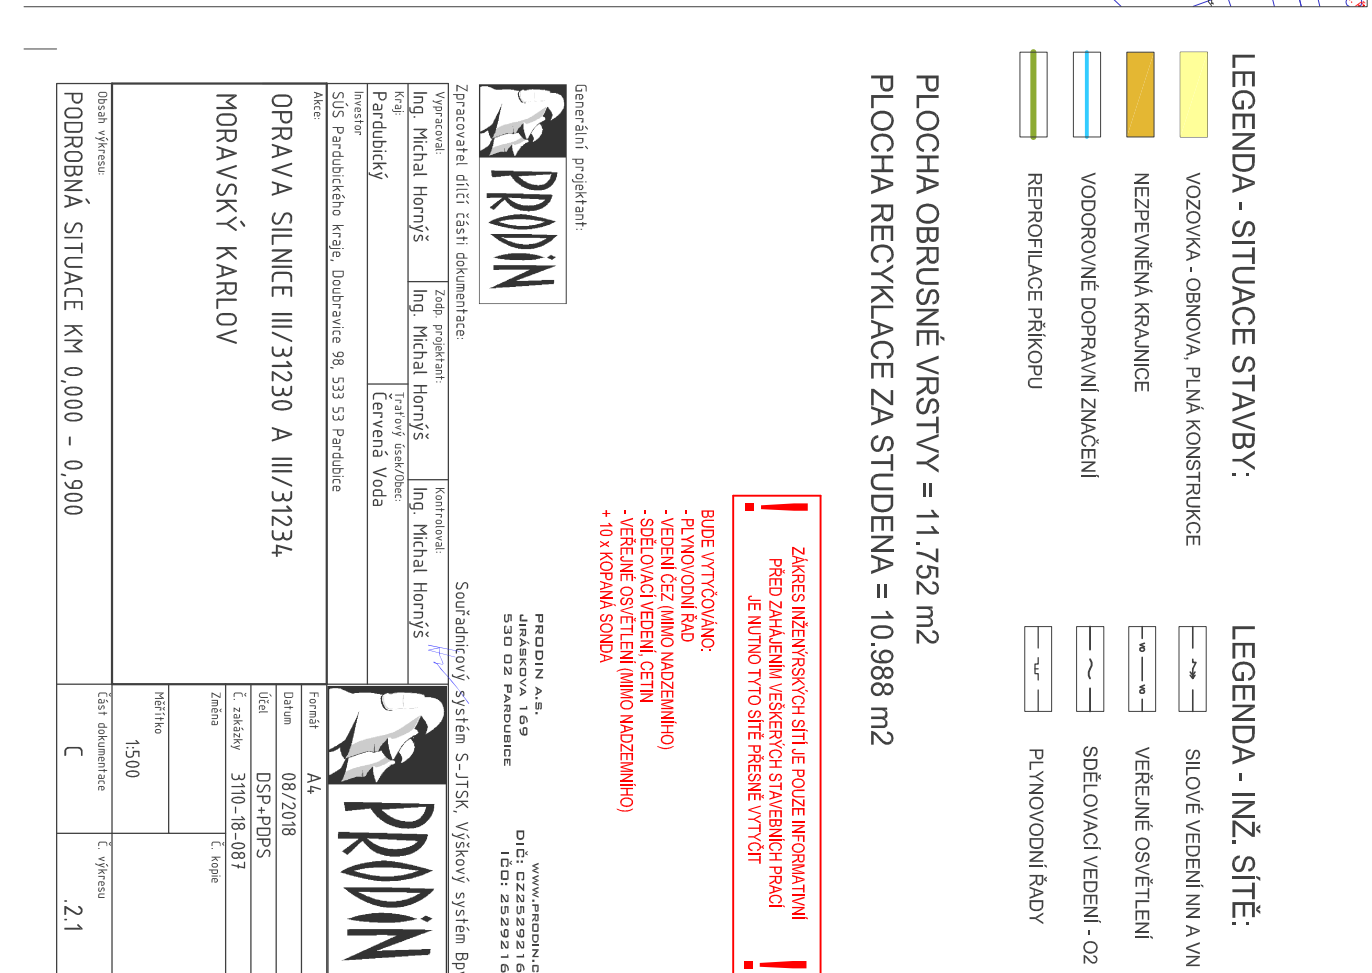 LEGENDA - SITUACE STAVBY:
VOZOVKA - OBNOVA, PLNÁ KONSTRUKCE
NEZPEVNĚNÁ KRAJNICE
VODOROVNÉ DOPRAVNÍ ZNAČENÍ
REPROFILACE PŘÍKOPU
LEGENDA - INŽ. SÍTĚ:
SILOVÉ VEDENÍ NN A VN
VEŘEJNÉ OSVĚTLENÍ
SDĚLOVACÍ VEDENÍ - O2
PLYNOVODNÍ ŘADY
VO VO
PLOCHA OBRUSNÉ VRSTVY = 11.752 m2
PLOCHA RECYKLACE ZA STUDENA = 10.988 m2
! !
ZÁKRES INŽENÝRSKÝCH SÍTÍ JE POUZE INFORMATIVNÍ
PŘED ZAHÁJENÍM VEŠKERÝCH STAVEBNÍCH PRACÍ
JE NUTNO TYTO SÍTĚ PŘESNĚ VYTYČIT
BUDE VYTYČOVÁNO:
- PLYNOVODNÍ ŘAD
- VEDENÍ ČEZ (MIMO NADZEMNÍHO)
- SDĚLOVACÍ VEDENÍ, CETIN
- VEŘEJNÉ OSVĚTLENÍ (MIMO NADZEMNÍHO)
+ 10 x KOPANÁ SONDA
Generální projektant:
PRODIN
PRODIN A.S.
JIRÁSKOVA 169
530 02 PARDUBICE
WWW.PRODIN.C
DIČ: CZ25292161
IČO: 25292161
Zpracovatel dílčí části dokumentace:
Souřadnicový systém S-JTSK, Výškový systém Bpv
Vypracoval:
Ing. Michal Hornýš
Zodp. projektant:
Ing. Michal Hornýš
Kontroloval:
Ing. Michal Hornýš
Kraj:
Pardubický
Traťový úsek/Obec:
Červená Voda
Investor
SÚS Pardubického kraje, Doubravice 98, 533 53 Pardubice
PRODIN
Akce:
OPRAVA SILNICE III/31230 A III/31234
MORAVSKÝ KARLOV
Formát A4
Datum 08/2018
Účel DSP+PDPS
Č. zakázky 3110-18-087
Změna
Č. kopie
Měřítko
1:500
Obsah výkresu:
PODROBNÁ SITUACE KM 0,000 - 0,900
Část dokumentace
C
Č. výkresu
.2.1